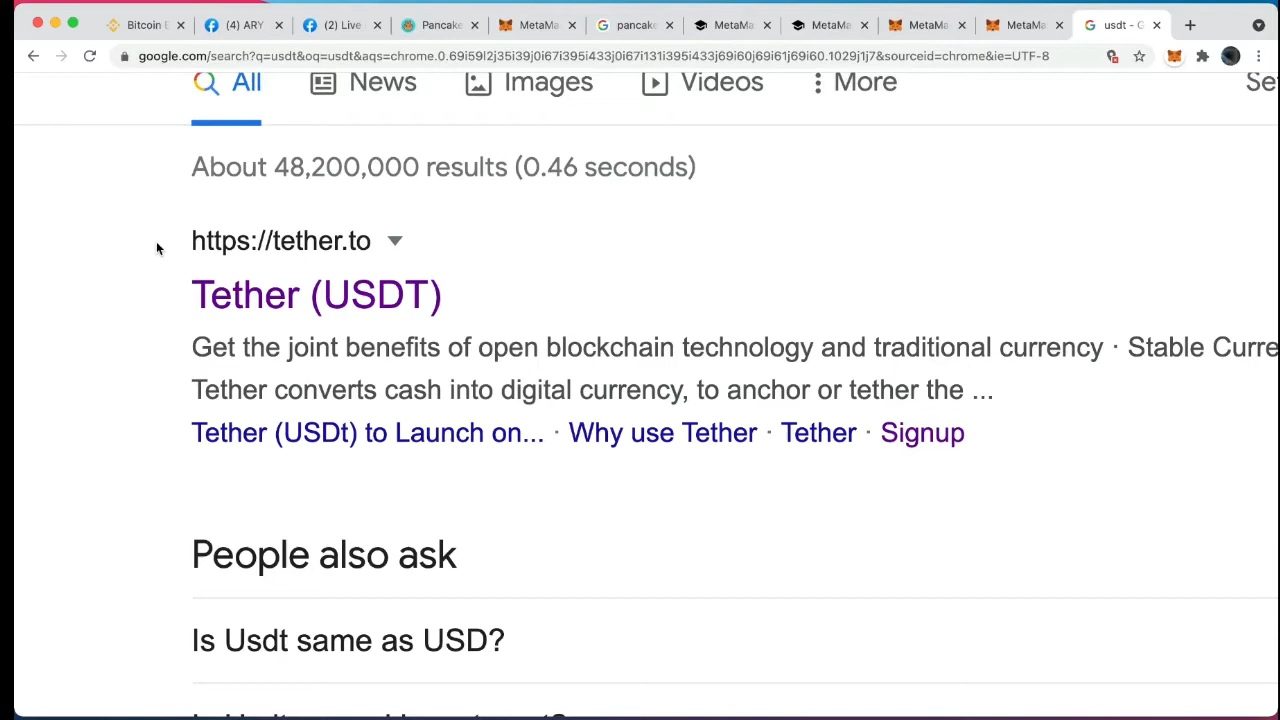 Bitcoin E
(4) ARY
(2) Live
Pancake
MetaMa
pancake
MetaMa
MetaMa
MetaMa
MetaMa
usdt - G
google.com/search?q=usdt&oq=usdt&aqs=chrome.0.69i59l2j35i39j0i67i395i433j0i67i131i395i433j69i60j69i61j69i60.1029j1j7&sourceid=chrome&ie=UTF-8
All News Images Videos More Se
About 48,200,000 results (0.46 seconds)
https://tether.to
Tether (USDT)
Get the joint benefits of open blockchain technology and traditional currency · Stable Curre
Tether converts cash into digital currency, to anchor or tether the ...
Tether (USDt) to Launch on... · Why use Tether · Tether · Signup
People also ask
Is Usdt same as USD?